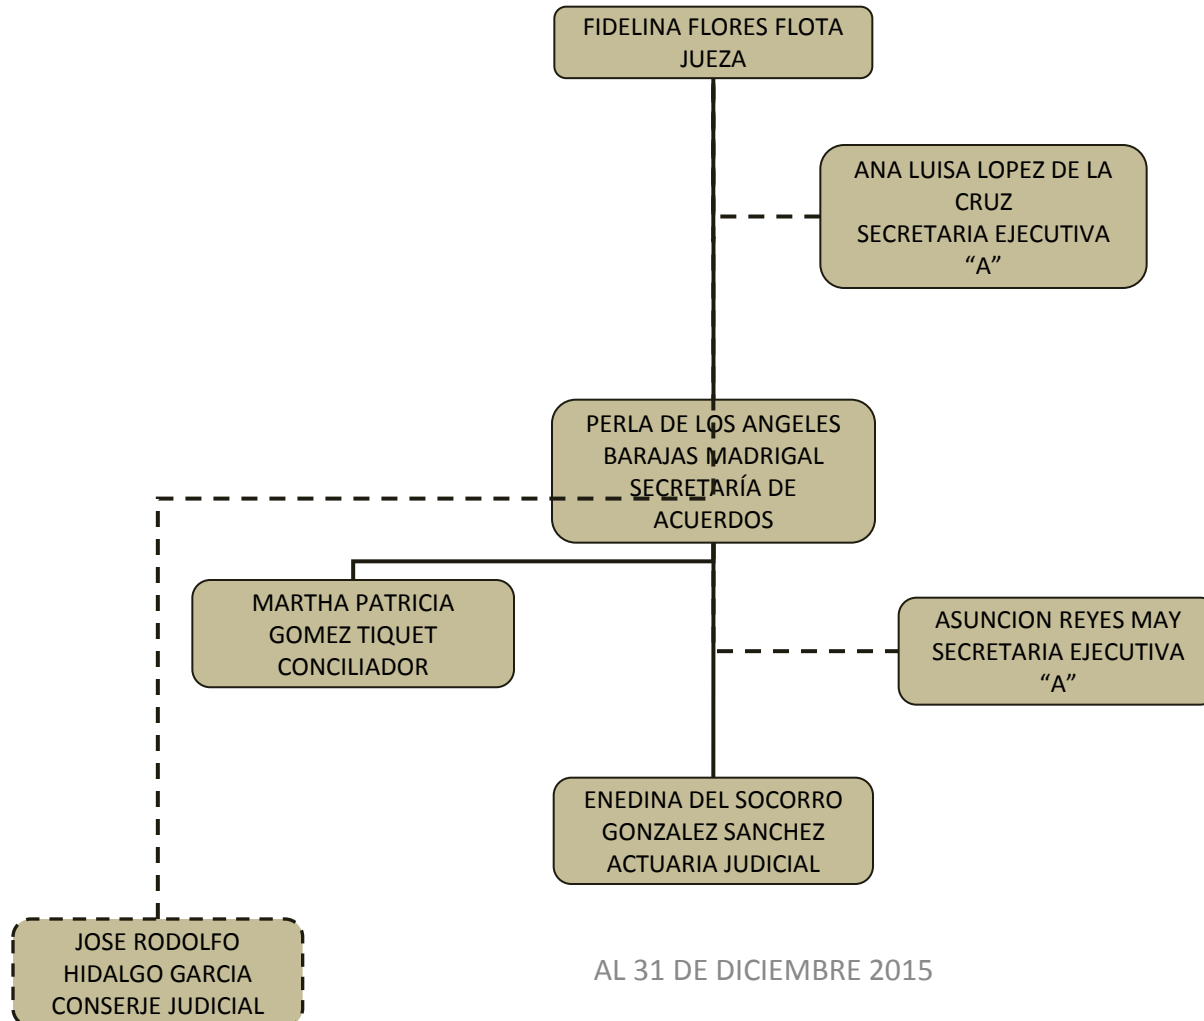 FIDELINA FLORES FLOTA
JUEZA
ANA LUISA LOPEZ DE LA
CRUZ
SECRETARIA EJECUTIVA
“A”
PERLA DE LOS ANGELES
BARAJAS MADRIGAL
SECRETARÍA DE
ACUERDOS
MARTHA PATRICIA
GOMEZ TIQUET
CONCILIADOR
ASUNCION REYES MAY
SECRETARIA EJECUTIVA
“A”
ENEDINA DEL SOCORRO
GONZALEZ SANCHEZ
ACTUARIA JUDICIAL
JOSE RODOLFO
HIDALGO GARCIA
CONSERJE JUDICIAL
AL 31 DE DICIEMBRE 2015